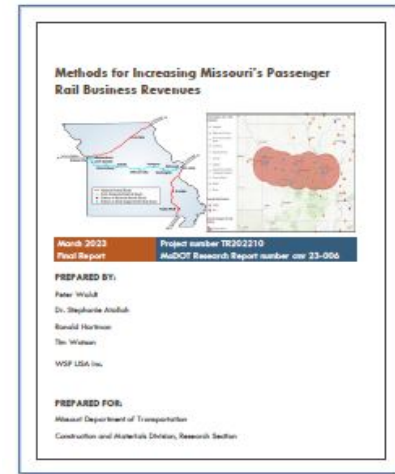 Methods for Increasing Missouri's Passenger
Rail Business Revenues
March 2023
Final Report
Project number TR202210
MoDOT Research Report number cmr 23-006
PREPARED BY:
Peter Waldt
Dr. Stephanie Atallah
Ronald Hartman
Tim Watson
WSP USA Inc.
PREPARED FOR:
Missouri Department of Transportation
Construction and Materials Division, Research Section